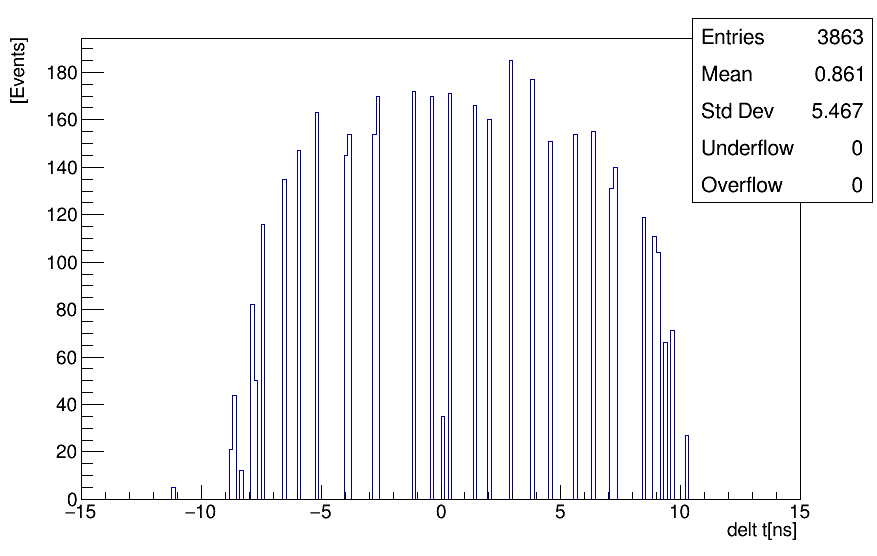 [Events]
180
160
140
120
100
80
60
40
20
0
−15 −10 −5 0 5 10 15
delt t[ns]
Entries 3863
Mean 0.861
Std Dev 5.467
Underflow 0
Overflow 0